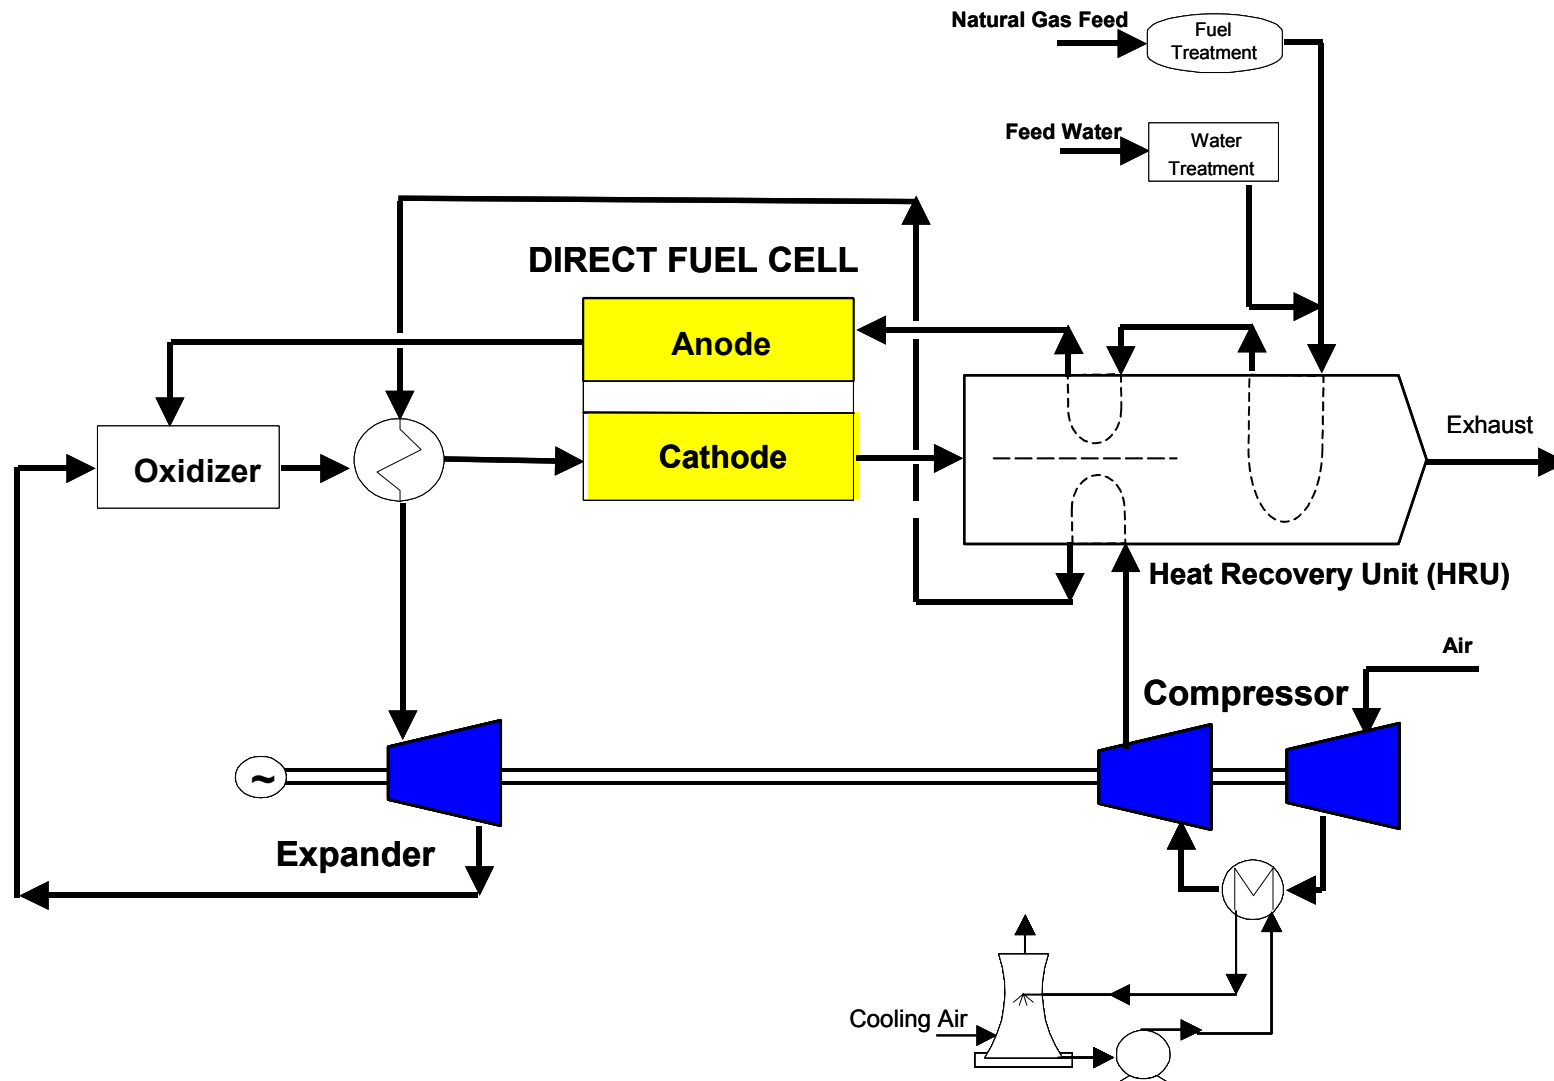 Natural Gas Feed
Fuel
Treatment
Feed Water
Water
Treatment
DIRECT FUEL CELL
Anode
Cathode
Oxidizer
Exhaust
Heat Recovery Unit (HRU)
Air
Compressor
~
Expander
Cooling Air